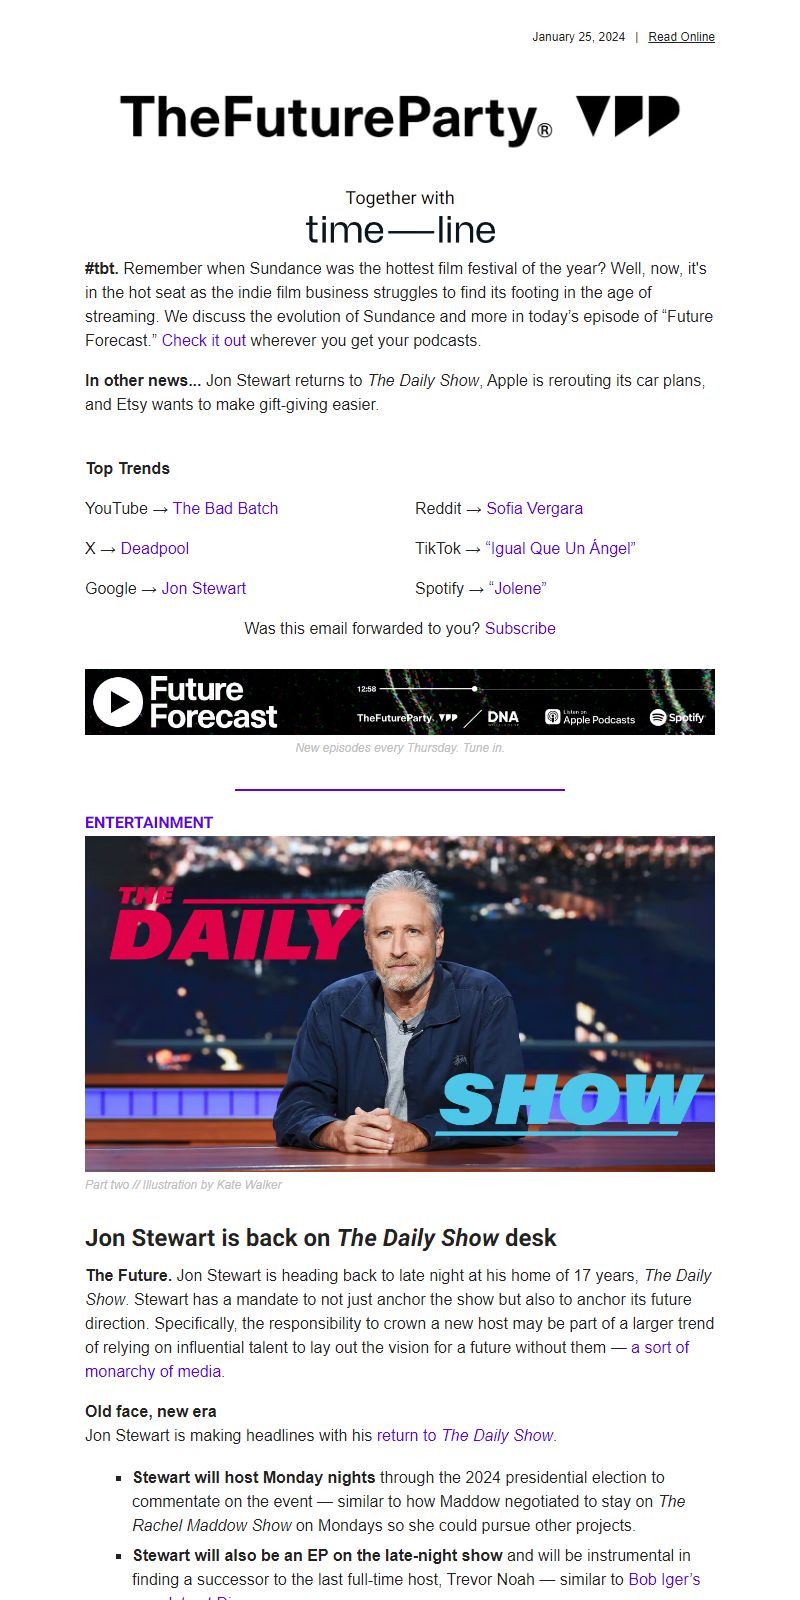 January 25, 2024 | Read Online
TheFutureParty®
Together with
time—line
#tbt. Remember when Sundance was the hottest film festival of the year? Well, now, it's
in the hot seat as the indie film business struggles to find its footing in the age of
streaming. We discuss the evolution of Sundance and more in today's episode of “Future
Forecast.” Check it out wherever you get your podcasts.
In other news... Jon Stewart returns to The Daily Show, Apple is rerouting its car plans,
and Etsy wants to make gift-giving easier.
Top Trends
YouTube → The Bad Batch
Reddit → Sofia Vergara
X → Deadpool
TikTok → “Igual Que Un Ángel”
Google → Jon Stewart
Spotify → “Jolene”
Was this email forwarded to you? Subscribe
Future
Forecast
12:58
TheFutureParty.
DNA
Listen on
Apple Podcasts
Spotify
New episodes every Thursday. Tune in.
ENTERTAINMENT
THE
DAILY
SHOW
Part two // Illustration by Kate Walker
Jon Stewart is back on The Daily Show desk
The Future. Jon Stewart is heading back to late night at his home of 17 years, The Daily
Show. Stewart has a mandate to not just anchor the show but also to anchor its future
direction. Specifically, the responsibility to crown a new host may be part of a larger trend
of relying on influential talent to lay out the vision for a future without them — a sort of
monarchy of media.
Old face, new era
Jon Stewart is making headlines with his return to The Daily Show.
▪ Stewart will host Monday nights through the 2024 presidential election to
commentate on the event — similar to how Maddow negotiated to stay on The
Rachel Maddow Show on Mondays so she could pursue other projects.
▪ Stewart will also be an EP on the late-night show and will be instrumental in
finding a successor to the last full-time host, Trevor Noah — similar to Bob Iger’s